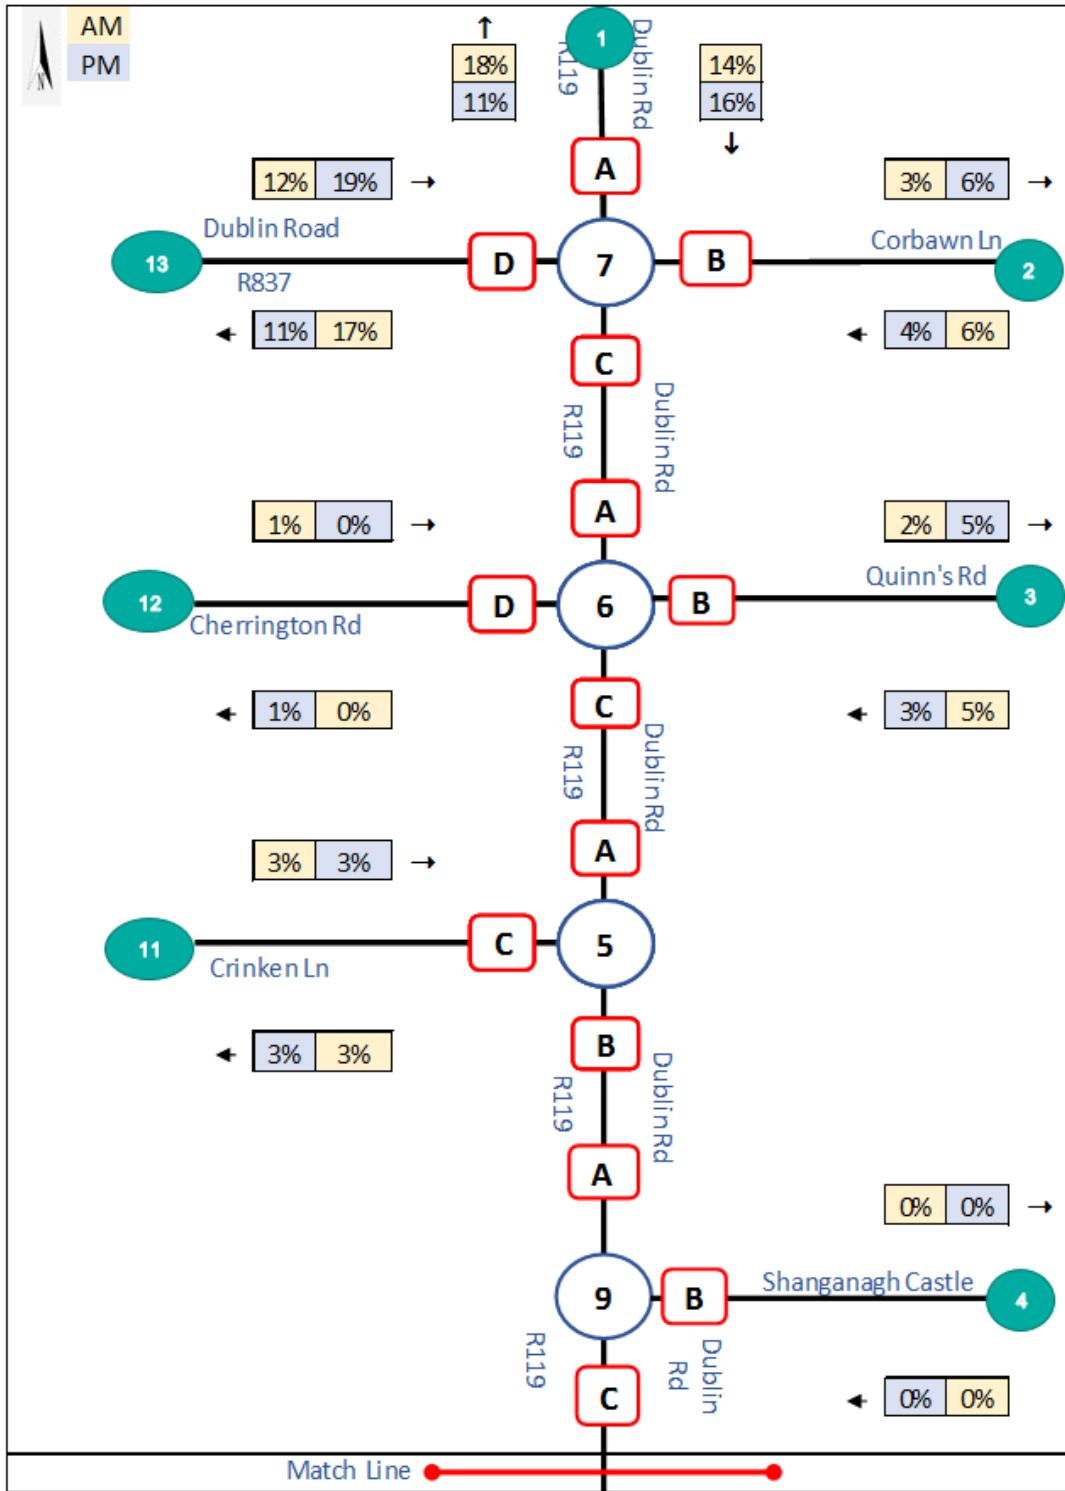 AM
PM
N
↑
18%
11%
1
R119
Dublin Rd
14%
16%
↓
A
12% 19% →
3% 6% →
Dublin Road
Corbawn Ln
13
D
7
B
2
R837
← 11% 17%
← 4% 6%
C
R119
Dublin Rd
1% 0% →
A
2% 5% →
Quinn's Rd
12
D
6
B
3
Cherrington Rd
← 1% 0%
C
← 3% 5%
R119
Dublin Rd
3% 3% →
A
11
C
5
Crinken Ln
← 3% 3%
B
R119
Dublin Rd
A
0% 0% →
Shanganagh Castle
9
B
4
R119
Dublin
Rd
C
← 0% 0%
Match Line